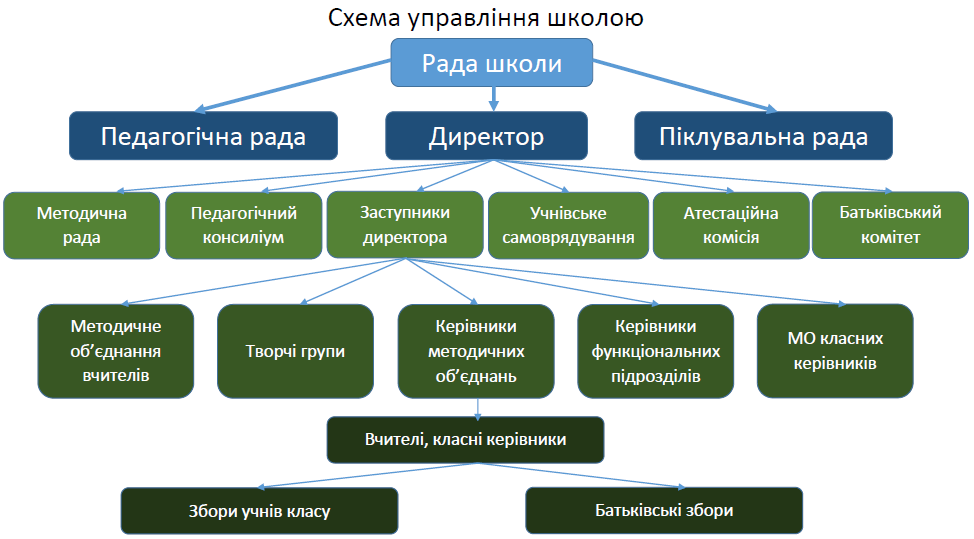 Схема управління школою
Рада школи
Педагогічна рада
Директор
Піклувальна рада
Методична
рада
Педагогічний
консиліум
Заступники
директора
Учнівське
самоврядування
Атестаційна
комісія
Батьківський
комітет
Методичне
об’єднання
вчителів
Творчі групи
Керівники
методичних
об’єднань
Керівники
функціональних
підрозділів
МО класних
керівників
Вчителі, класні керівники
Збори учнів класу
Батьківські збори